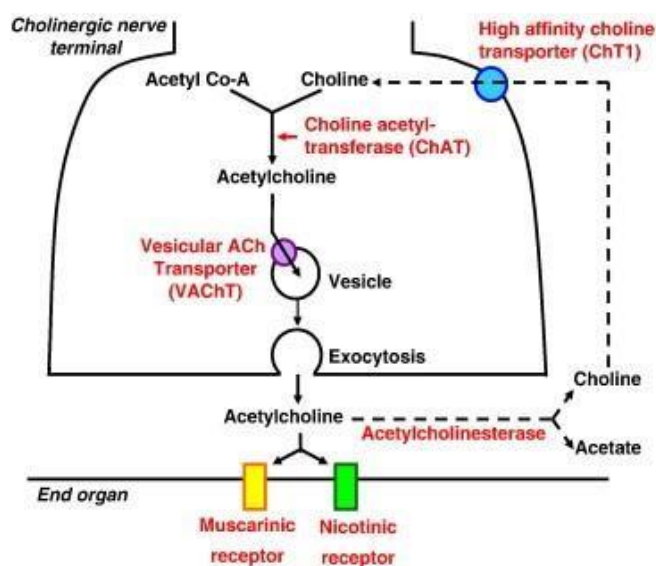 Cholinergic nerve
terminal
High affinity choline
transporter (ChT1)
Acetyl Co-A
Choline
Choline acetyl-
transferase (ChAT)
Acetylcholine
Vesicular ACh
Transporter
(VAChT)
Vesicle
Exocytosis
Choline
Acetylcholine
Acetylcholinesterase
Acetate
End organ
Muscarinic
receptor
Nicotinic
receptor